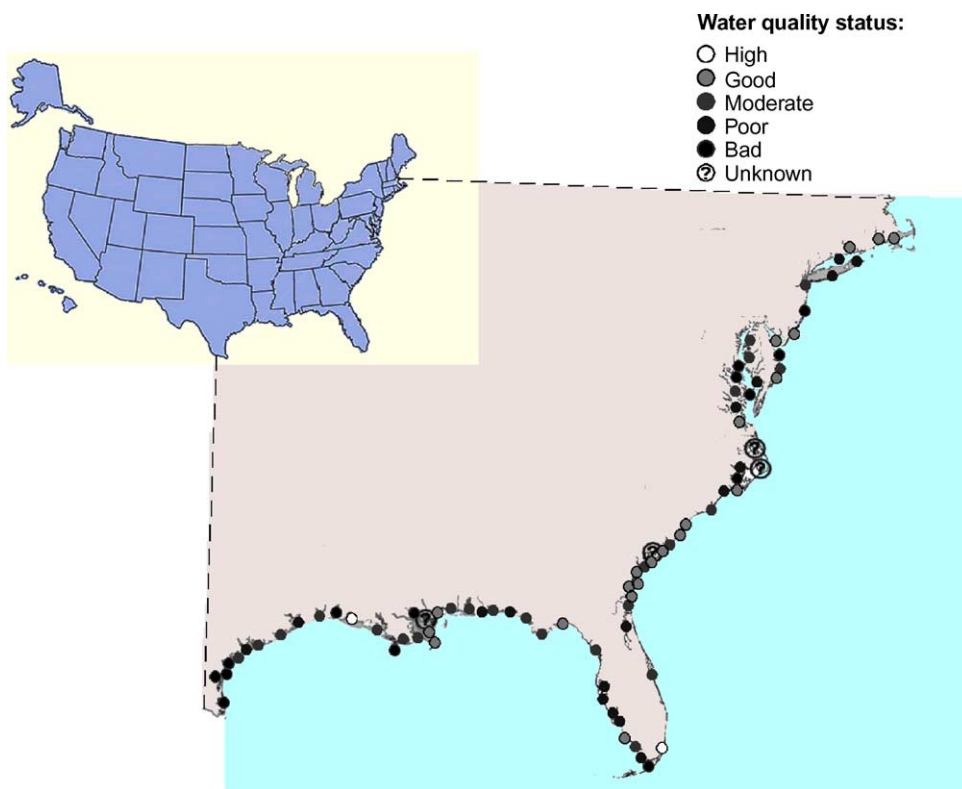 Water quality status:
High
Good
Moderate
Poor
Bad
? Unknown
?
?
?
?